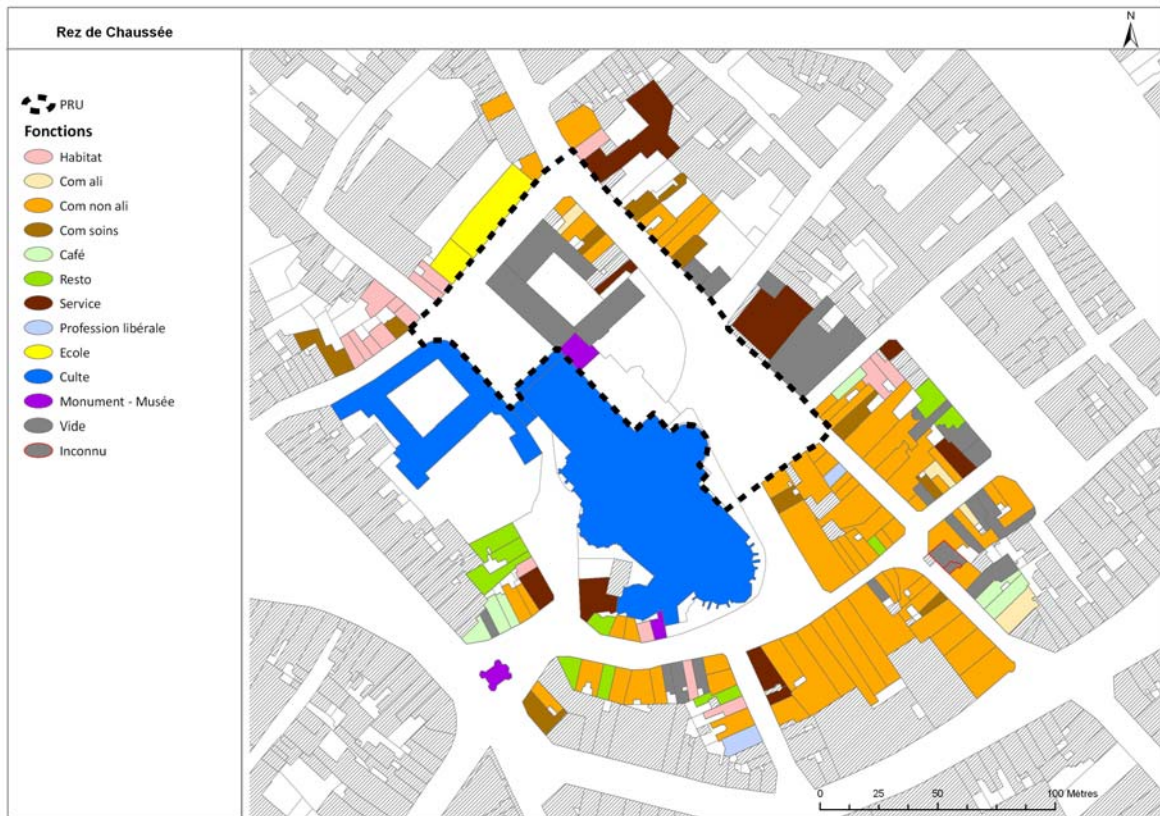 Rez de Chaussée
N
PRU
Fonctions
Habitat
Com ali
Com non ali
Com soins
Café
Resto
Service
Profession libérale
Ecole
Culte
Monument - Musée
Vide
Inconnu
0 25 50 100 Mètres